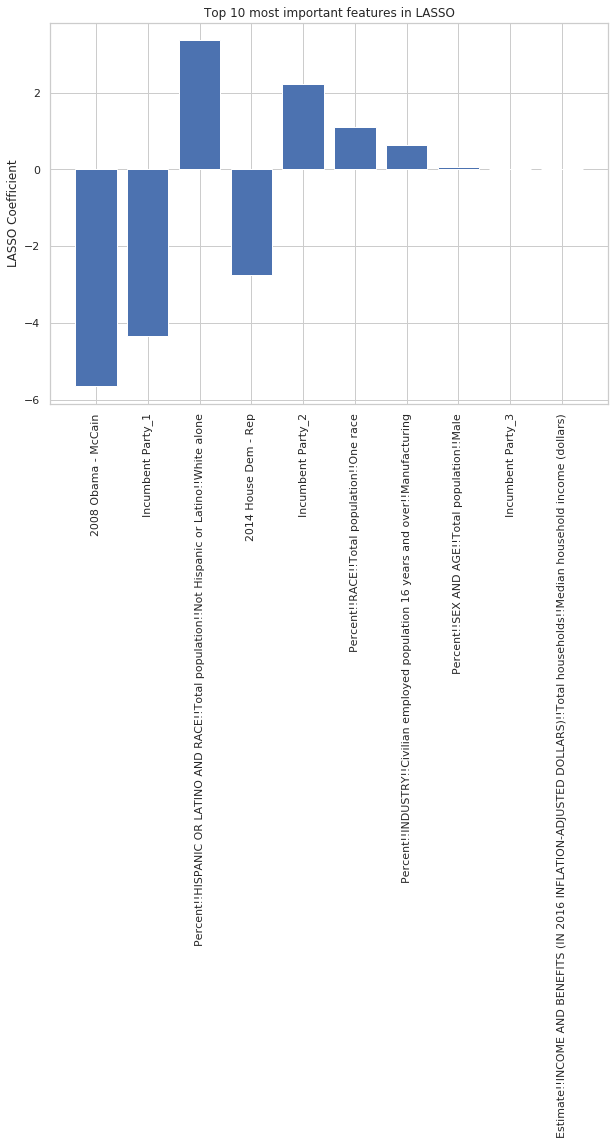 Top 10 most important features in LASSO
LASSO Coefficient
2
0
−2
−4
−6
2008 Obama - McCain
Incumbent Party_1
Percent!!HISPANIC OR LATINO AND RACE!!Total population!!Not Hispanic or Latino!!White alone
2014 House Dem - Rep
Incumbent Party_2
Percent!!RACE!!Total population!!One race
Percent!!INDUSTRY!!Civilian employed population 16 years and over!!Manufacturing
Percent!!SEX AND AGE!!Total population!!Male
Incumbent Party_3
Estimate!!INCOME AND BENEFITS (IN 2016 INFLATION-ADJUSTED DOLLARS)!!Total households!!Median household income (dollars)